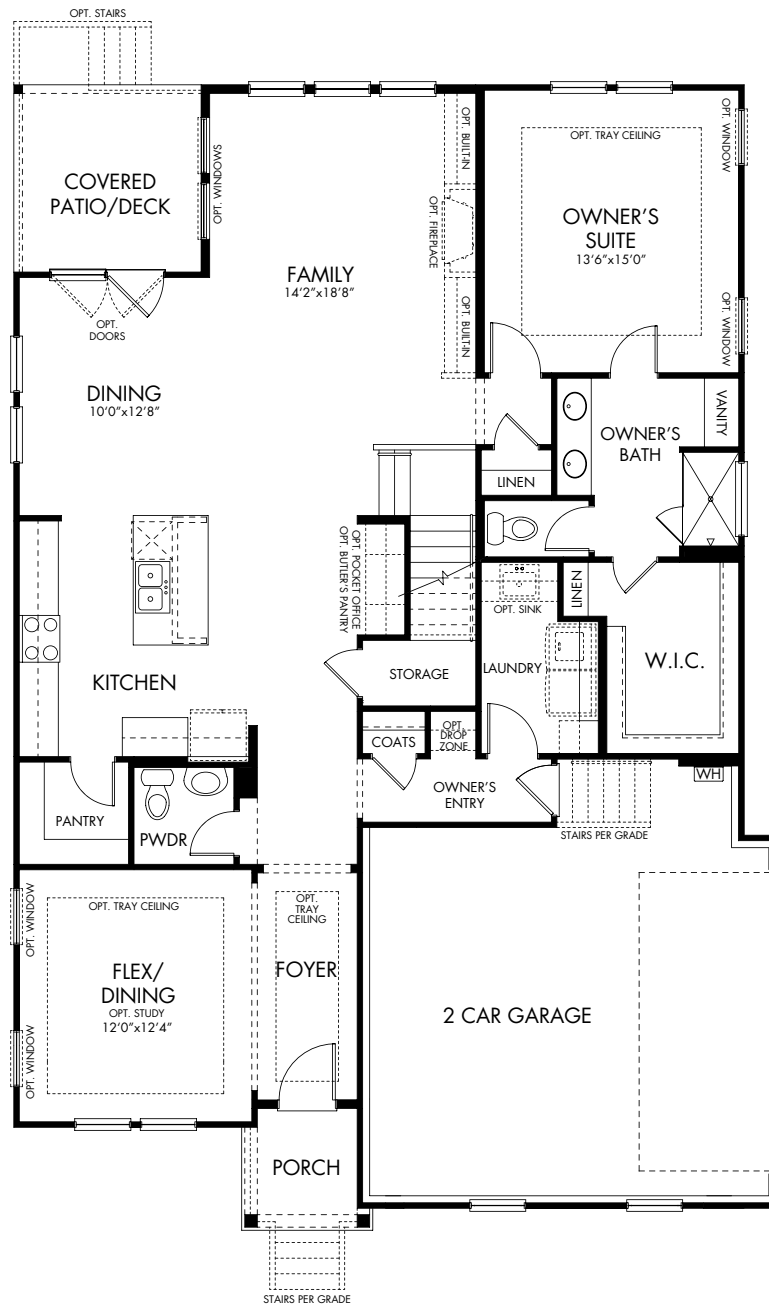 OPT. STAIRS
COVERED
PATIO/DECK
OPT. WINDOWS
OPT.
DOORS
FAMILY
14'2"x18'8"
OPT. BUILT-IN
OPT. FIREPLACE
OPT. BUILT-IN
OPT. TRAY CEILING
OPT. WINDOW
OWNER'S
SUITE
13'6"x15'0"
OPT. WINDOW
DINING
10'0"x12'8"
OWNER'S
BATH
VANITY
LINEN
OPT. POCKET OFFICE
OPT. BUTLER'S PANTRY
OPT. SINK
LINEN
LAUNDRY
W.I.C.
KITCHEN
STORAGE
COATS
OPT.
DROP
ZONE
OWNER'S
ENTRY
WH
STAIRS PER GRADE
PANTRY
PWDR
OPT. WINDOW
OPT. TRAY CEILING
FLEX/
DINING
OPT. STUDY
12'0"x12'4"
OPT. WINDOW
OPT.
TRAY
CEILING
FOYER
2 CAR GARAGE
PORCH
STAIRS PER GRADE